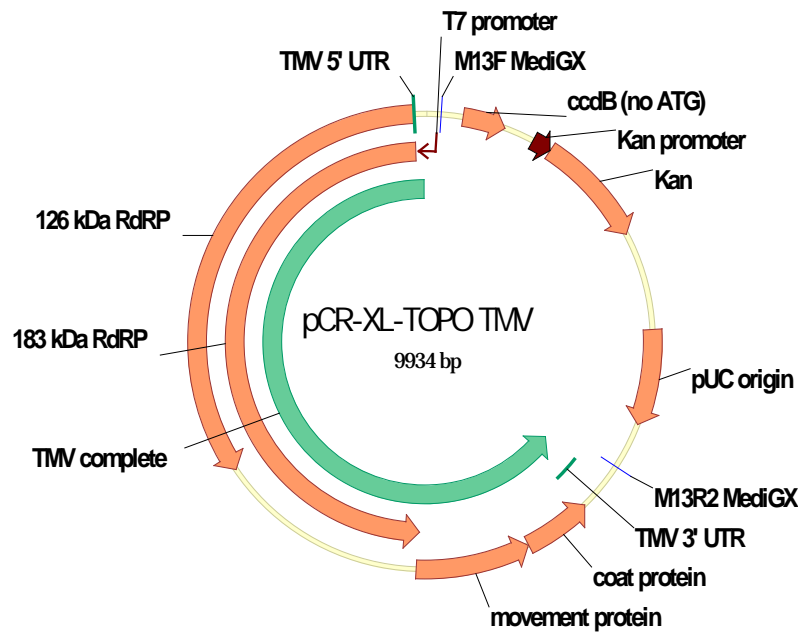 T7 promoter
TMV 5' UTR
M13F MediGX
ccdB (no ATG)
Kan promoter
Kan
126 kDa RdRP
183 kDa RdRP
pCR-XL-TOPO TMV
9934 bp
pUC origin
TMV complete
M13R2 MediGX
TMV 3' UTR
coat protein
movement protein